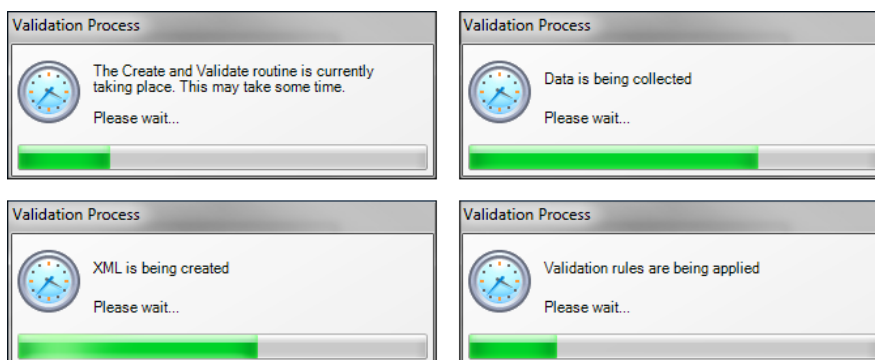 Validation Process
The Create and Validate routine is currently
taking place. This may take some time.
Please wait...
Validation Process
Data is being collected
Please wait...
Validation Process
XML is being created
Please wait...
Validation Process
Validation rules are being applied
Please wait...